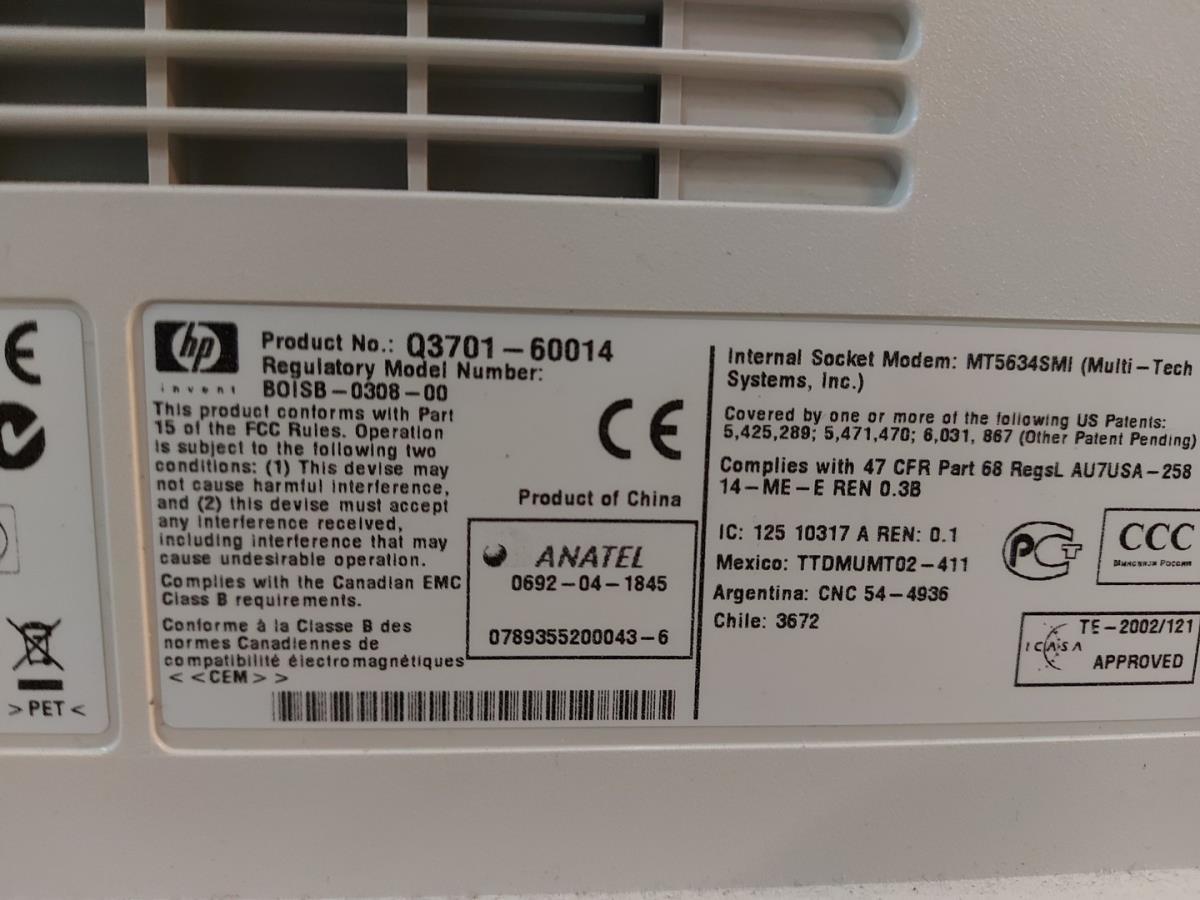 >PET<
hp
invent
Product No.: Q3701-60014
Regulatory Model Number:
BOISB-0308-00
This product conforms with Part
15 of the FCC Rules. Operation
is subject to the following two
conditions: (1) This devise may
not cause harmful interference,
and (2) this devise must accept
any interference received,
including interference that may
cause undesirable operation.
Complies with the Canadian EMC
Class B requirements.
Conforme à la Classe B des
normes Canadiennes de
compatibilité électromagnétiques
<<CEM>>
CE
Product of China
ANATEL
0692-04-1845
0789355200043-6
Internal Socket Modem: MT5634SMI (Multi-Tech
Systems, Inc.)
Covered by one or more of the following US Patents:
5,425,289; 5,471,470; 6,031, 867 (Other Patent Pending)
Complies with 47 CFR Part 68 RegsL AU7USA-258
14-ME-E REN 0.3B
IC: 125 10317 A REN: 0.1
Mexico: TTDMUMT02-411
Argentina: CNC 54-4936
Chile: 3672
CCC
TE-2002/121
ICASA
APPROVED